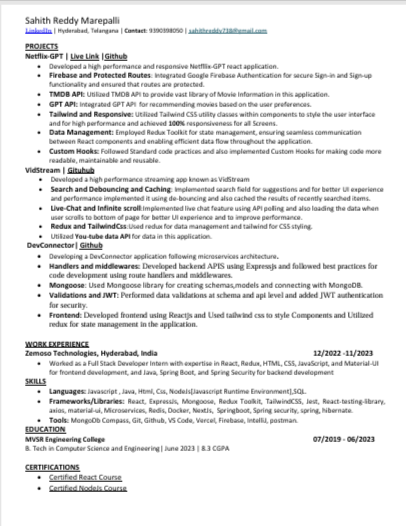 Sahith Reddy Marepalli
LinkedIn | Hyderabad, Telangana | Contact: 9390398050 | sahithreddy738@gmail.com
PROJECTS
Netflix-GPT | Live Link |Github
• Developed a high performance and responsive Netflix-GPT react application.
• Firebase and Protected Routes: Integrated Google Firebase Authentication for secure Sign-in and Sign-up
functionality and ensured that routes are protected.
• TMDB API: Utilized TMDB API to provide vast library of Movie Information in this application.
• GPT API: Integrated GPT API for recommending movies based on the user preferences.
• Tailwind and Responsive: Utilized Tailwind CSS utility classes within components to style the user interface
and for high performance and achieved 100% responsiveness for all Screens.
• Data Management: Employed Redux Toolkit for state management, ensuring seamless communication
between React components and enabling efficient data flow throughout the application.
• Custom Hooks: Followed Standard code practices and also implemented Custom Hooks for making code more
readable, maintainable and reusable.
VidStream | Gituhub
• Developed a high performance streaming app known as VidStream
• Search and Debouncing and Caching: Implemented search field for suggestions and for better UI experience
and performance implemented it using de-bouncing and also cached the results of recently searched items.
• Live-Chat and Infinite scroll:Implemented live chat feature using API polling and also loading the data when
user scrolls to bottom of page for better UI experience and to improve performance.
• Redux and TailwindCss:Used redux for data management and tailwind for CSS styling.
• Utilized You-tube data API for data in this application.
DevConnector| Github
• Developing a DevConnector application following microservices architecture.
• Handlers and middlewares: Developed backend APIS using Expressjs and followed best practices for
code development using route handlers and middlewares.
• Mongoose: Used Mongoose library for creating schemas,models and connecting with MongoDB.
• Validations and JWT: Performed data validations at schema and api level and added JWT authentication
for security.
• Frontend: Developed frontend using Reactjs and Used tailwind css to style Components and Utilized
redux for state management in the application.
WORK EXPERIENCE
Zemoso Technologies, Hyderabad, India 12/2022 -11/2023
• Worked as a Full Stack Developer Intern with expertise in React, Redux, HTML, CSS, JavaScript, and Material-UI
for frontend development, and Java, Spring Boot, and Spring Security for backend development
SKILLS
• Languages: Javascript , Java, Html, Css, NodeJs[Javascript Runtime Environment],SQL.
• Frameworks/Libraries: React, ExpressJs, Mongoose, Redux Toolkit, TailwindCSS, Jest, React-testing-library,
axios, material-ui, Microservices, Redis, Docker, NextJs, Springboot, Spring security, spring, hibernate.
• Tools: MongoDb Compass, Git, Github, VS Code, Vercel, Firebase, IntelliJ, postman.
EDUCATION
MVSR Engineering College 07/2019 - 06/2023
B. Tech in Computer Science and Engineering| June 2023 | 8.3 CGPA
CERTIFICATIONS
• Certified React Course
• Certified NodeJs Course